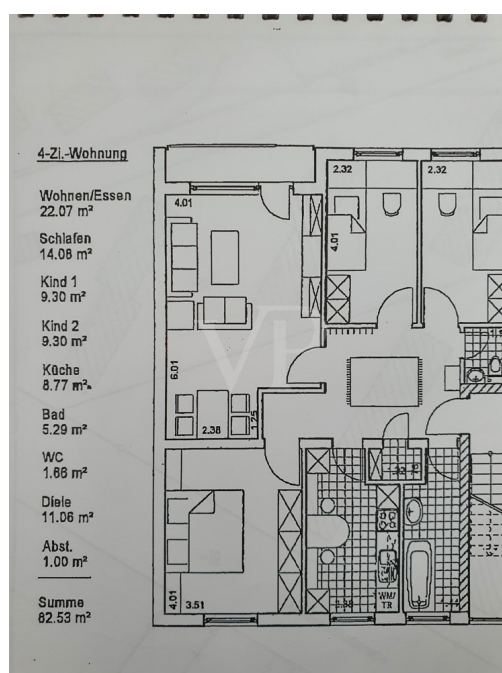 4-Zi.-Wohnung
Wohnen/Essen
22.07 m²
Schlafen
14.08 m²
Kind 1
9.30 m²
Kind 2
9.30 m²
Küche
8.77 m²
Bad
5.29 m²
WC
1.66 m²
Diele
11.06 m²
Abst.
1.00 m²
Summe
82.53 m²
4.01
2.32
2.32
4.01
6.01
2.38
1.25
4.01
3.51
WM/
TR